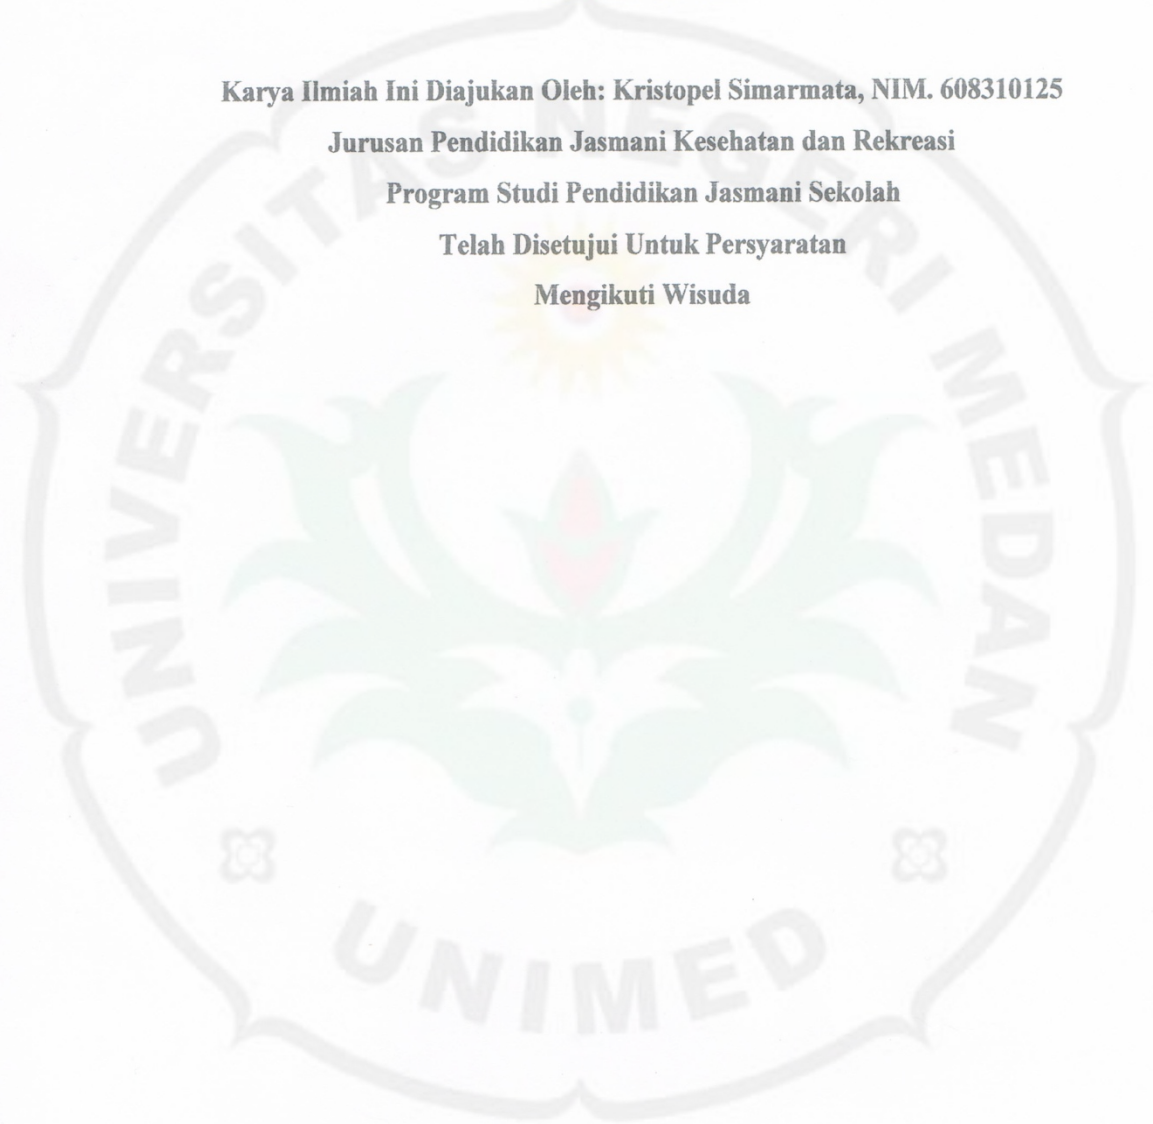 Karya Ilmiah Ini Diajukan Oleh: Kristopel Simarmata, NIM. 608310125
Jurusan Pendidikan Jasmani Kesehatan dan Rekreasi
Program Studi Pendidikan Jasmani Sekolah
Telah Disetujui Untuk Persyaratan
Mengikuti Wisuda
UNIVERSITAS NEGERI MEDAN
UNIMED